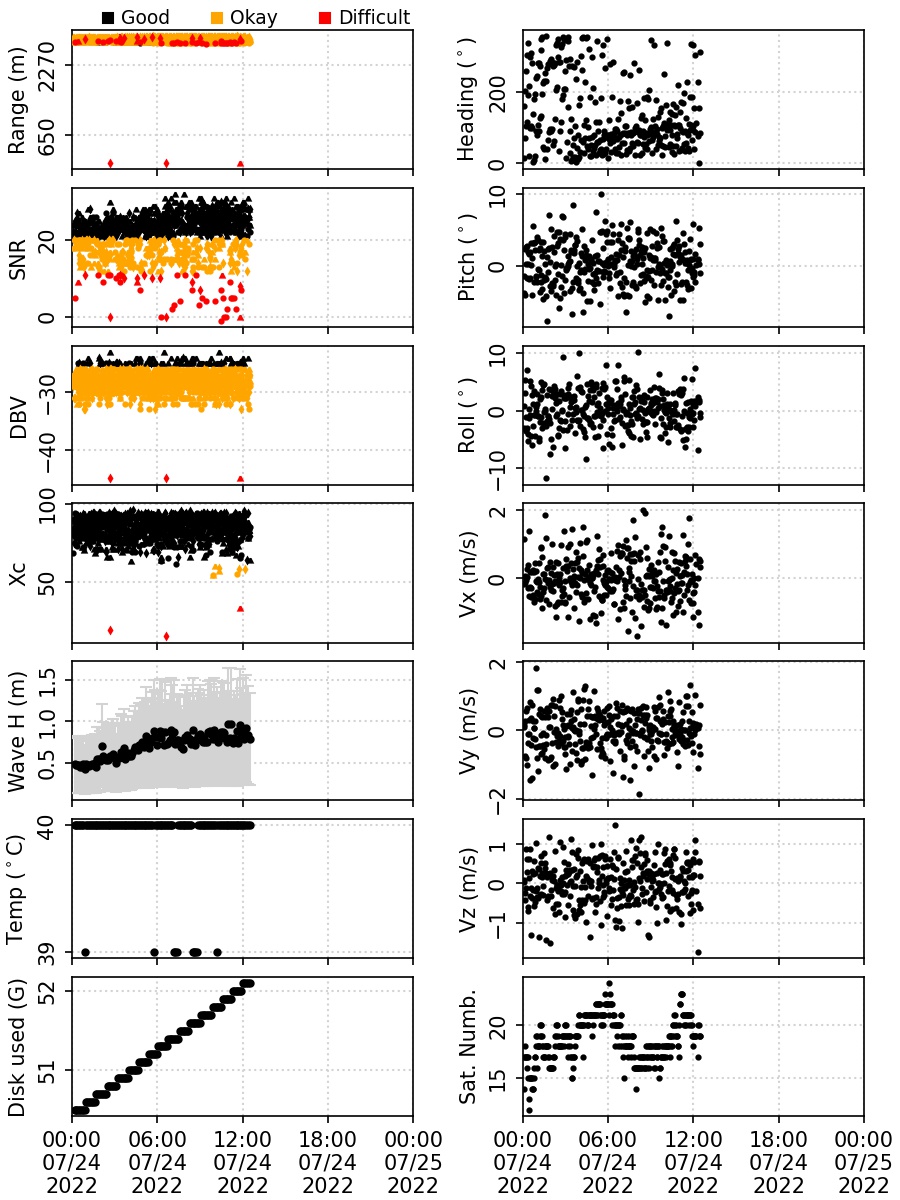 Good Okay Difficult
Range (m)
2270
650
Heading (°)
200
0
SNR
20
0
Pitch (°)
10
0
DBV
−30
−40
Roll (°)
10
0
−10
Xc
100
50
Vx (m/s)
2
0
Wave H (m)
1.5
1.0
0.5
Vy (m/s)
2
0
−2
Temp (°C)
40
39
Vz (m/s)
1
0
−1
Disk used (G)
52
51
Sat. Numb.
20
15
00:00 06:00 12:00 18:00 00:00
07/24 07/24 07/24 07/24 07/25
2022 2022 2022 2022 2022
00:00 06:00 12:00 18:00 00:00
07/24 07/24 07/24 07/24 07/25
2022 2022 2022 2022 2022